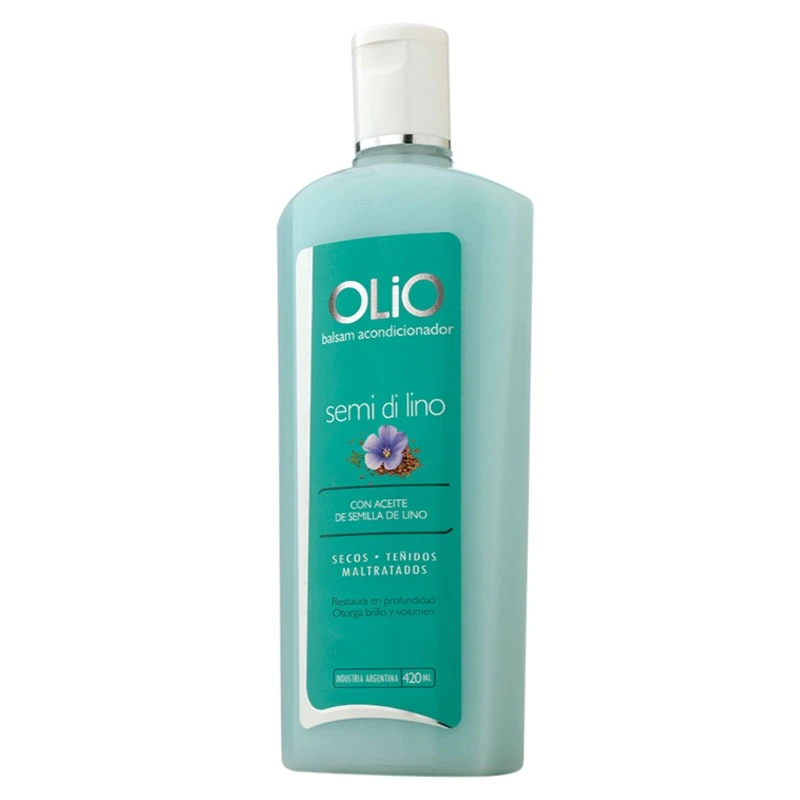 OLiO
balsam acondicionador
semi di lino
CON ACEITE
DE SEMILLA DE LINO
SECOS • TEÑIDOS
MALTRATADOS
Restaura en profundidad
Otorga brillo y volumen
INDUSTRIA ARGENTINA 420 ML